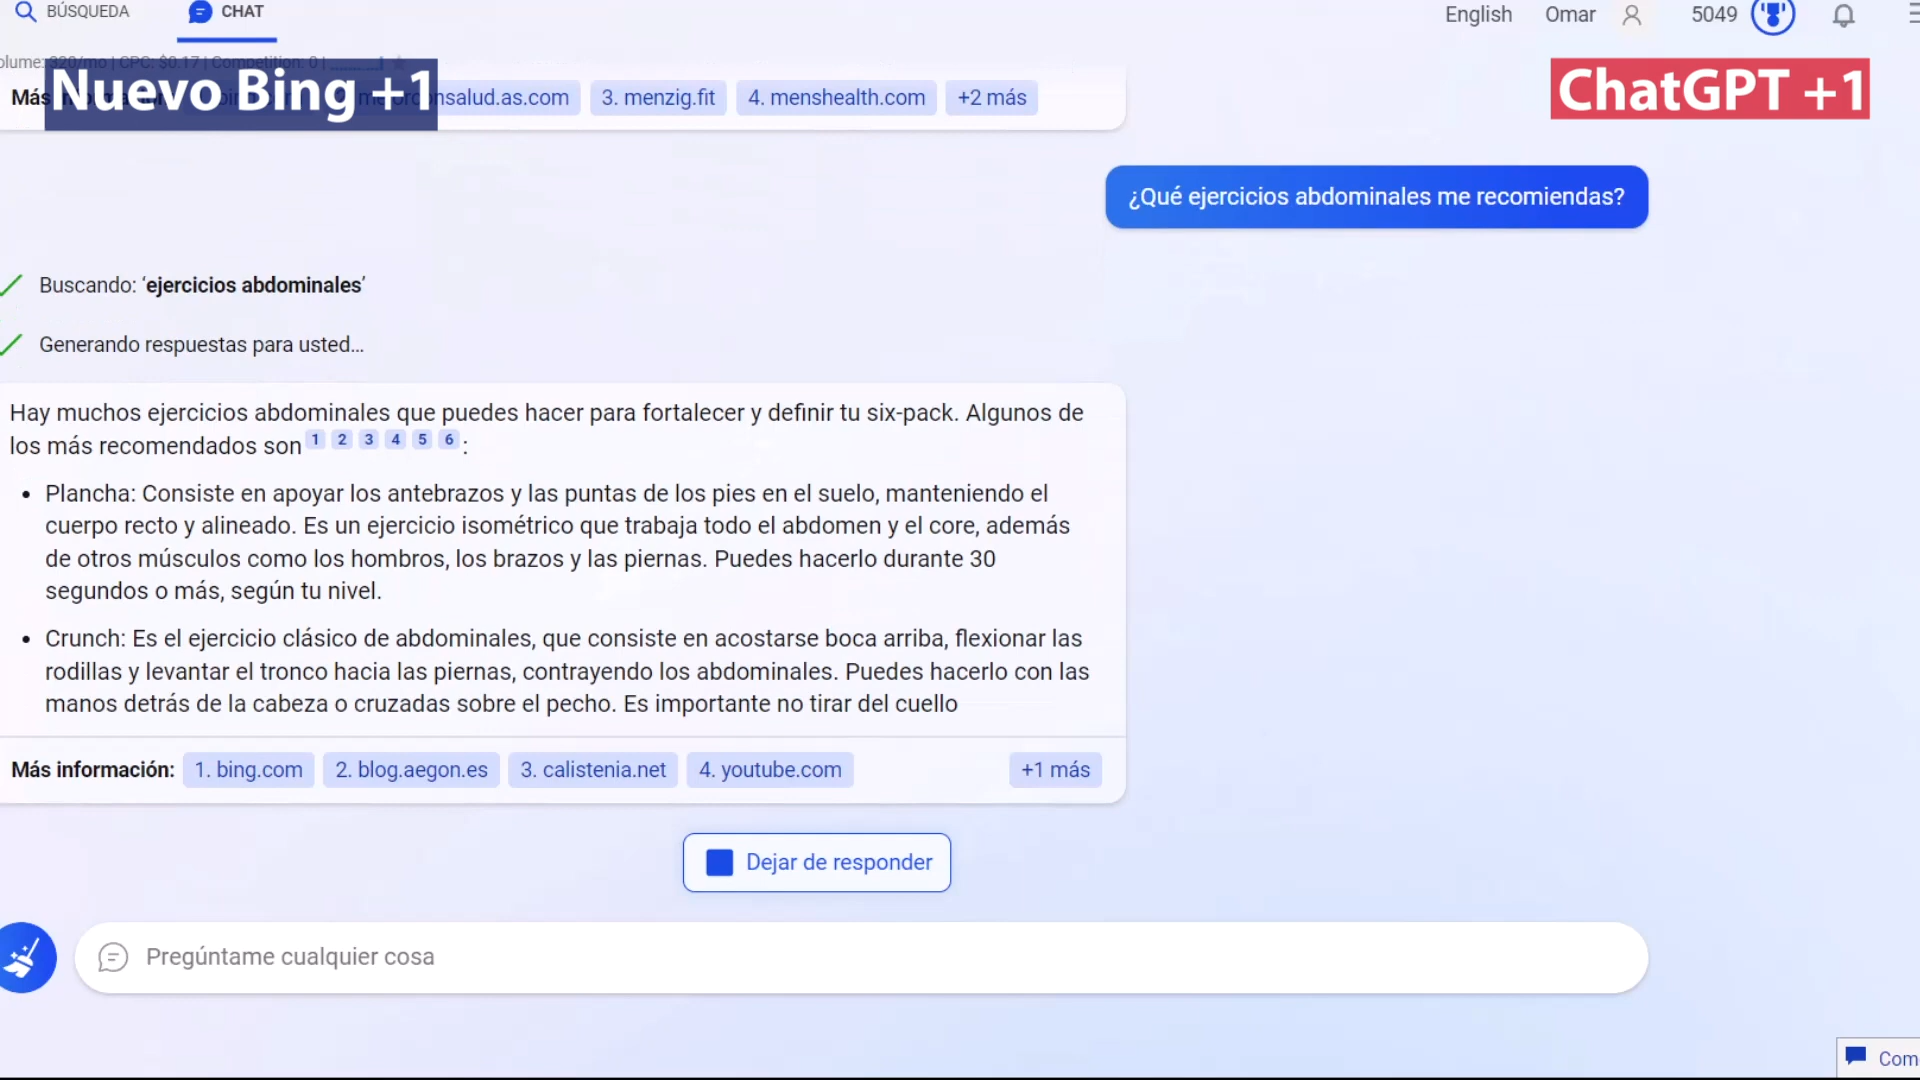 BÚSQUEDA
CHAT
English
Omar
5049
olume: 320/mo | CPC: $0.17 | Competition: 0 |
Nuevo Bing +1
ChatGPT +1
Más
nsalud.as.com
3. menzig.fit
4. menshealth.com
+2 más
¿Qué ejercicios abdominales me recomiendas?
Buscando: ‘ejercicios abdominales’
Generando respuestas para usted...
Hay muchos ejercicios abdominales que puedes hacer para fortalecer y definir tu six-pack. Algunos de
los más recomendados son 1 2 3 4 5 6 :
• Plancha: Consiste en apoyar los antebrazos y las puntas de los pies en el suelo, manteniendo el
cuerpo recto y alineado. Es un ejercicio isométrico que trabaja todo el abdomen y el core, además
de otros músculos como los hombros, los brazos y las piernas. Puedes hacerlo durante 30
segundos o más, según tu nivel.
• Crunch: Es el ejercicio clásico de abdominales, que consiste en acostarse boca arriba, flexionar las
rodillas y levantar el tronco hacia las piernas, contrayendo los abdominales. Puedes hacerlo con las
manos detrás de la cabeza o cruzadas sobre el pecho. Es importante no tirar del cuello
Más información: 1. bing.com 2. blog.aegon.es 3. calistenia.net 4. youtube.com +1 más
Dejar de responder
Pregúntame cualquier cosa
Com